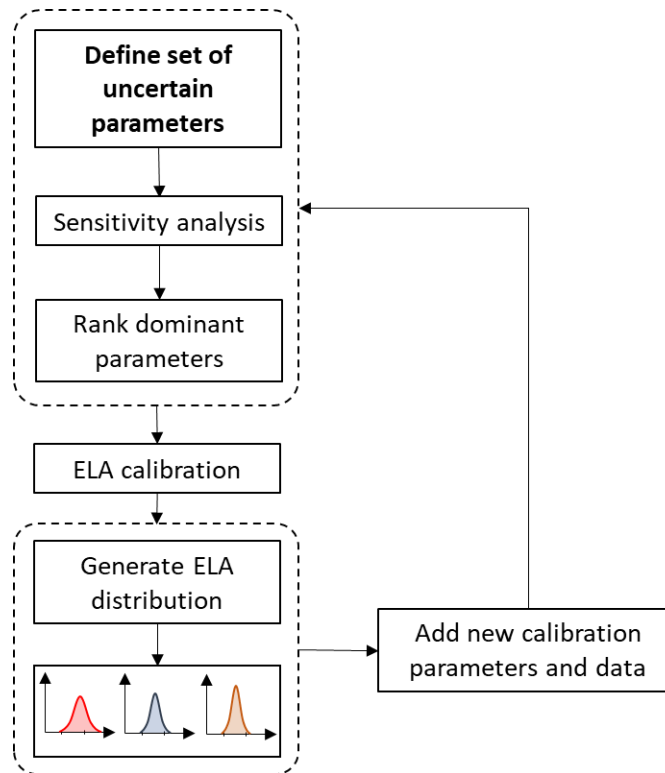 Define set of
uncertain
parameters
Sensitivity analysis
Rank dominant
parameters
ELA calibration
Generate ELA
distribution
Add new calibration
parameters and data